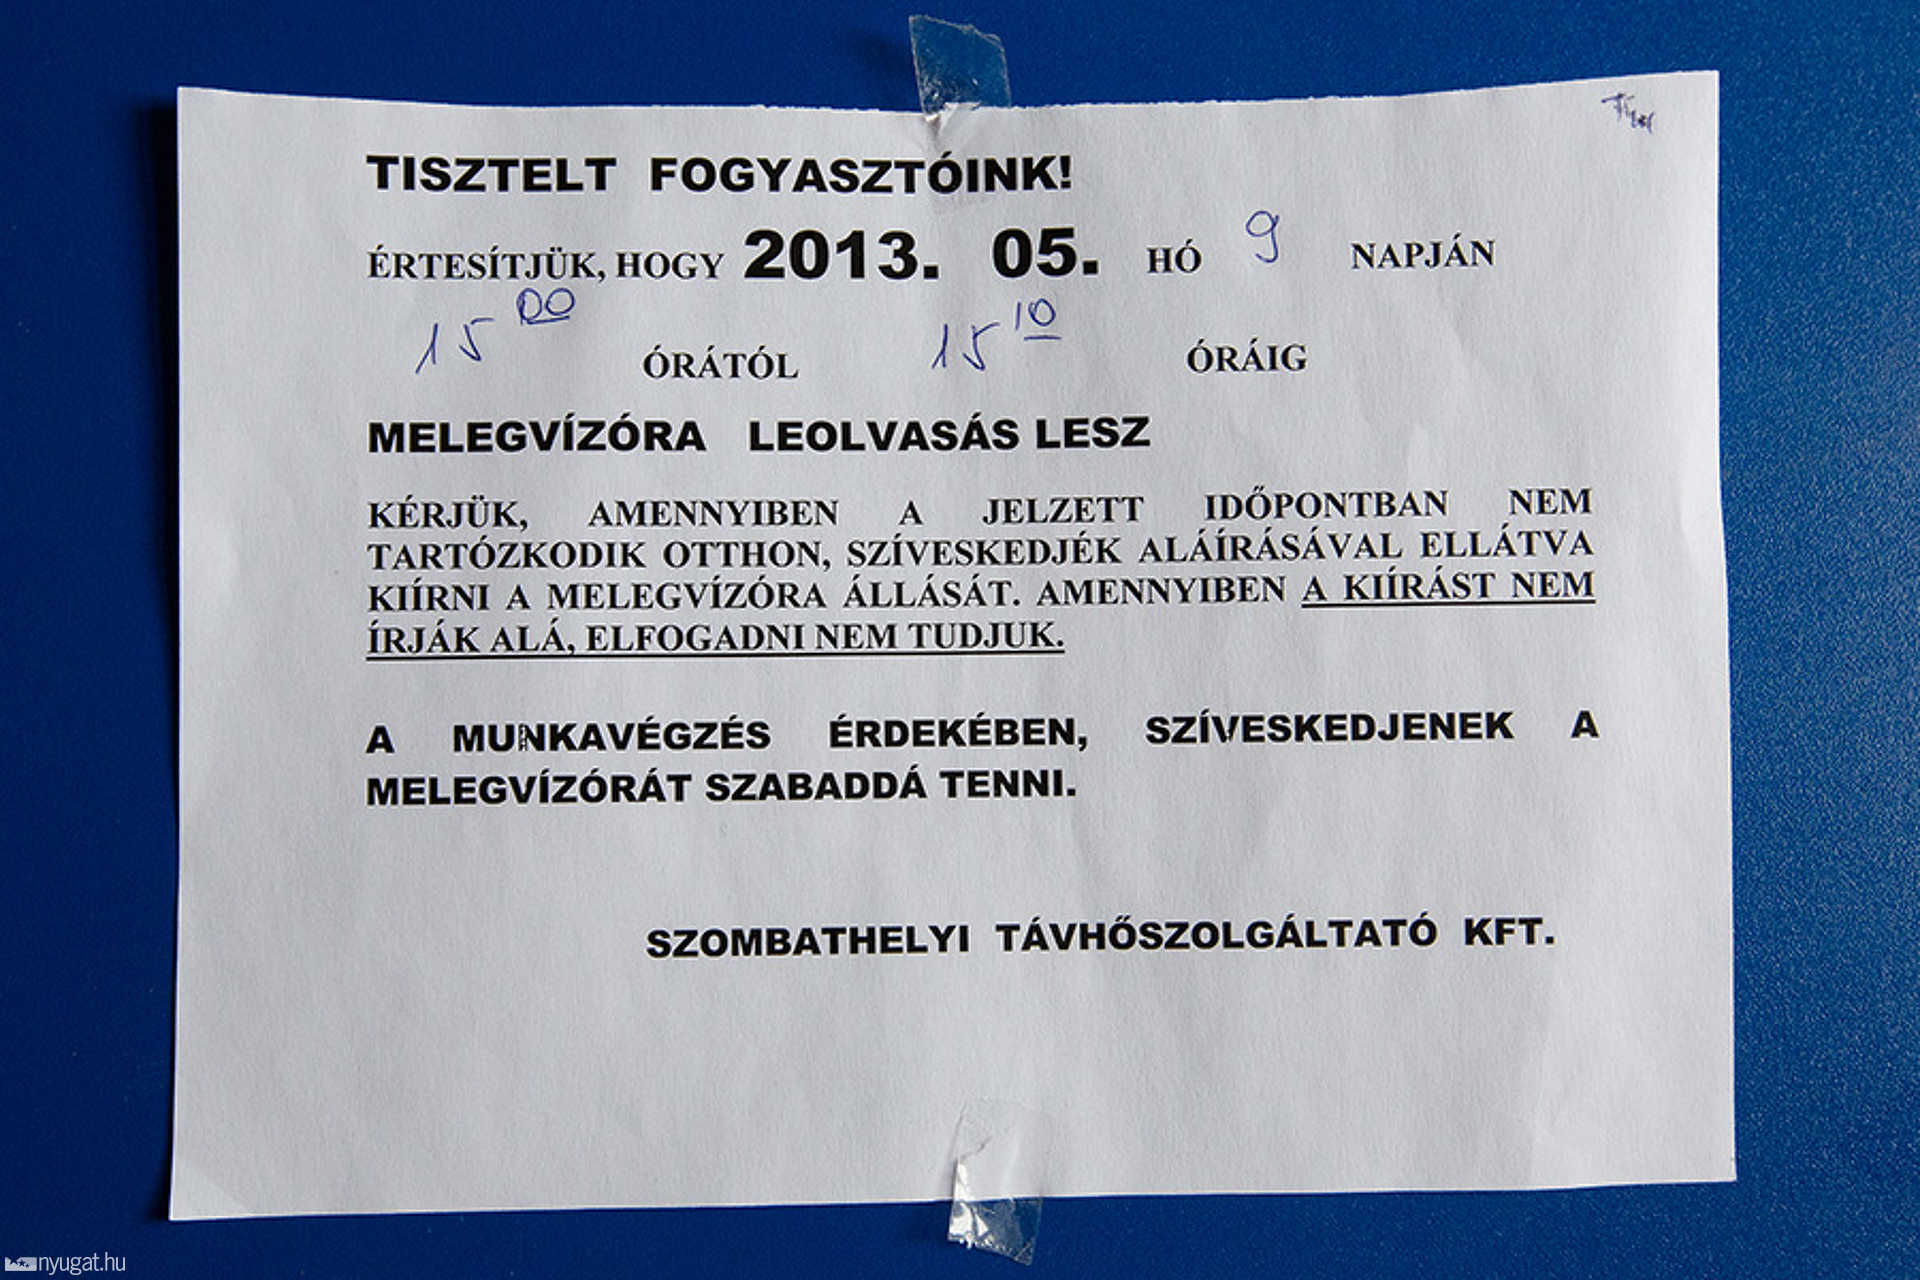 TISZTELT FOGYASZTÓINK!
ÉRTESÍTJÜK, HOGY 2013. 05. HÓ 9 NAPJÁN
15 00 ÓRÁTÓL 15 10 ÓRÁIG
MELEGVÍZÓRA LEOLVASÁS LESZ
KÉRJÜK, AMENNYIBEN A JELZETT IDŐPONTBAN NEM
TARTÓZKODIK OTTHON, SZÍVESKEDJÉK ALÁÍRÁSÁVAL ELLÁTVA
KIÍRNI A MELEGVÍZÓRA ÁLLÁSÁT. AMENNYIBEN A KIÍRÁST NEM
ÍRJÁK ALÁ, ELFOGADNI NEM TUDJUK.
A MUNKAVÉGZÉS ÉRDEKÉBEN, SZÍVESKEDJENEK A
MELEGVÍZÓRÁT SZABADDÁ TENNI.
SZOMBATHELYI TÁVHŐSZOLGÁLTATÓ KFT.
nyugat.hu